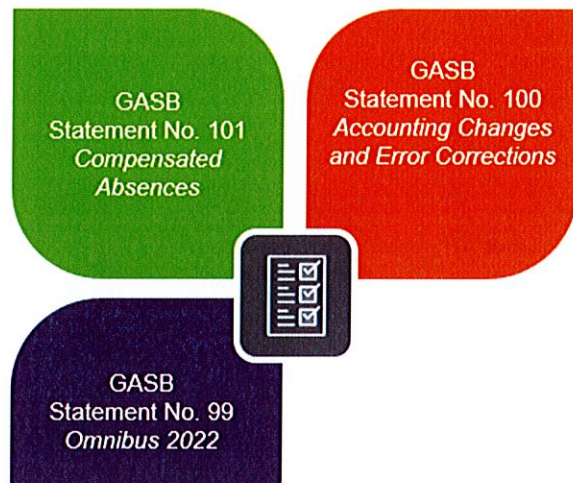 GASB
Statement No. 101
Compensated
Absences
GASB
Statement No. 100
Accounting Changes
and Error Corrections
GASB
Statement No. 99
Omnibus 2022